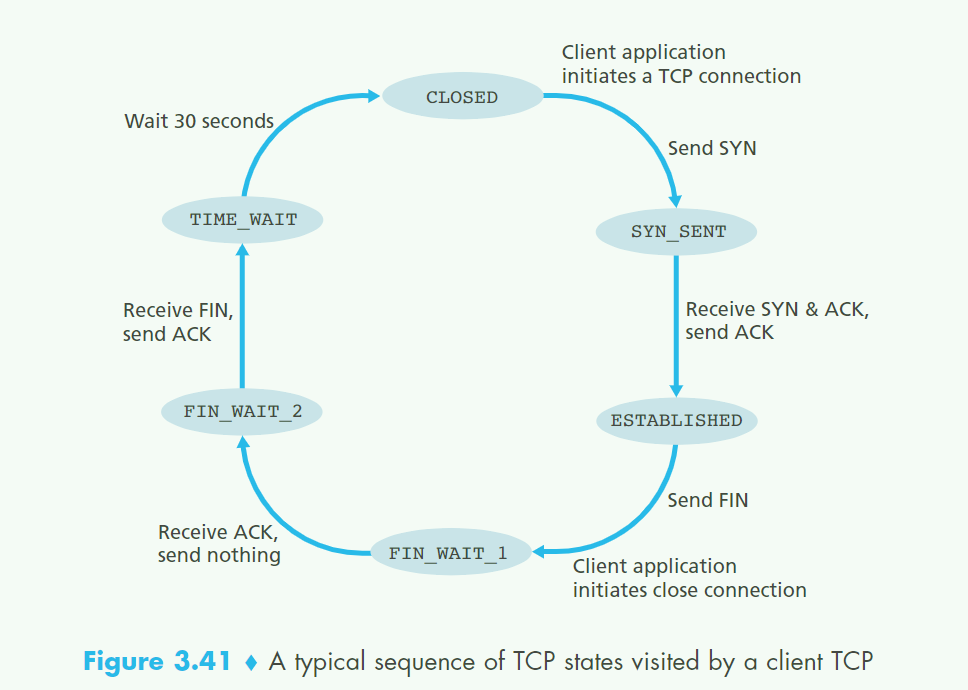 Client application
initiates a TCP connection
CLOSED
Wait 30 seconds
Send SYN
TIME_WAIT
SYN_SENT
Receive FIN,
send ACK
Receive SYN & ACK,
send ACK
FIN_WAIT_2
ESTABLISHED
Send FIN
Receive ACK,
send nothing
FIN_WAIT_1
Client application
initiates close connection
Figure 3.41 ♦ A typical sequence of TCP states visited by a client TCP